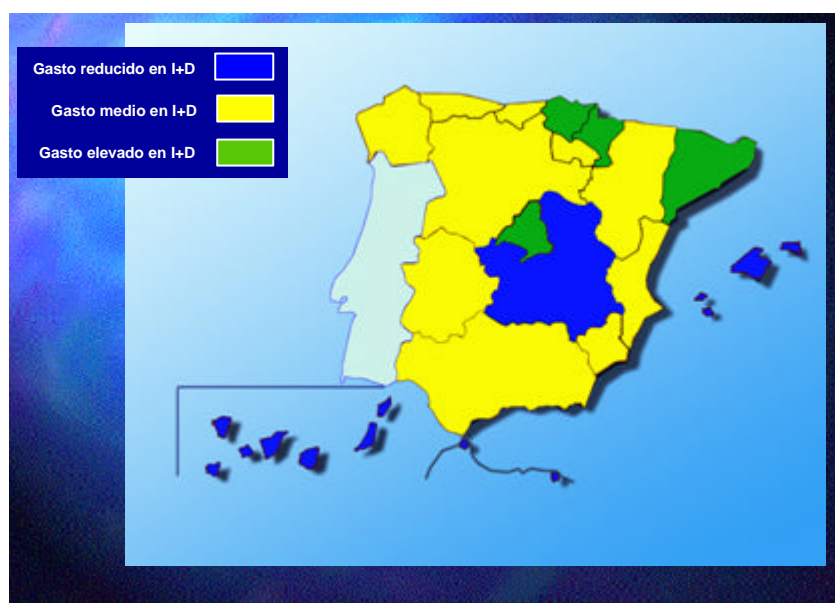 Gasto reducido en I+D
Gasto medio en I+D
Gasto elevado en I+D